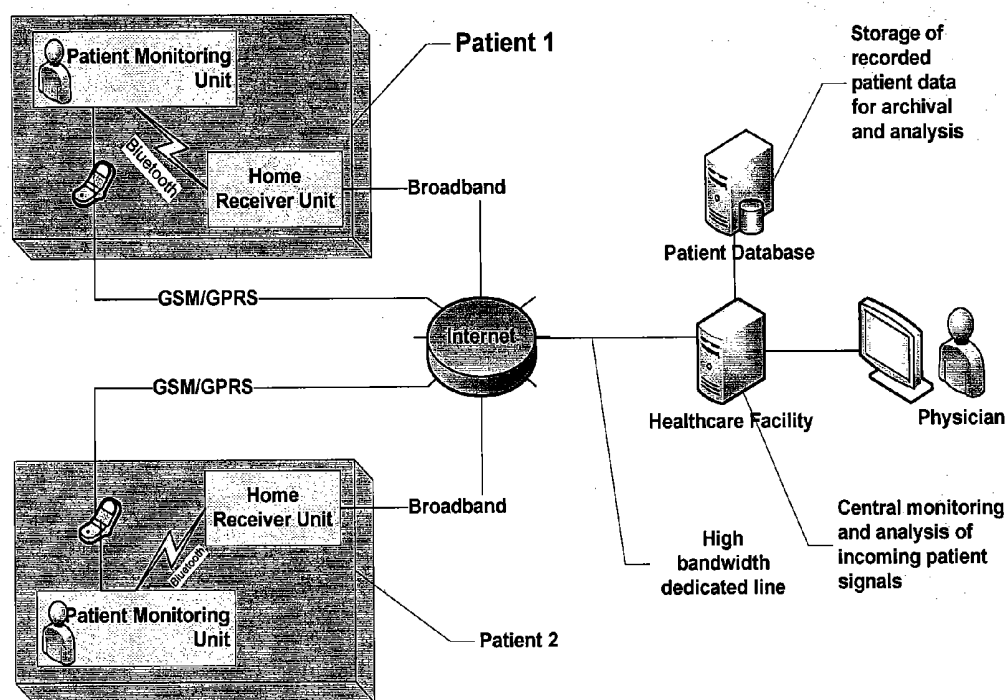 Patient Monitoring
Unit
Bluetooth
Home
Receiver Unit
Patient 1
Broadband
GSM/GPRS
Internet
GSM/GPRS
Broadband
Home
Receiver Unit
Bluetooth
Patient Monitoring
Unit
Patient 2
Storage of
recorded
patient data
for archival
and analysis
Patient Database
Healthcare Facility
Physician
High
bandwidth
dedicated line
Central monitoring
and analysis of
incoming patient
signals